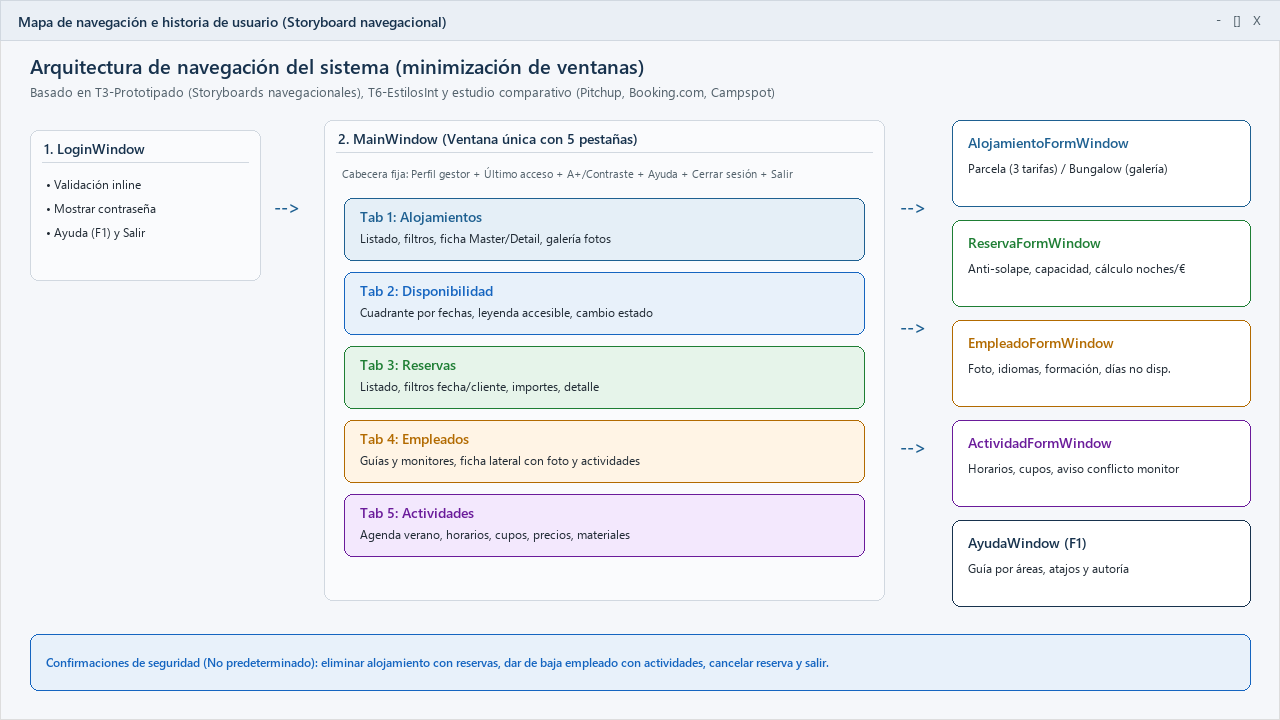 Mapa de navegación e historia de usuario (Storyboard navegacional)
- [] X
Arquitectura de navegación del sistema (minimización de ventanas)
Basado en T3-Prototipado (Storyboards navegacionales), T6-EstilosInt y estudio comparativo (Pitchup, Booking.com, Campspot)
1. LoginWindow
• Validación inline
• Mostrar contraseña
• Ayuda (F1) y Salir
-->
2. MainWindow (Ventana única con 5 pestañas)
Cabecera fija: Perfil gestor + Último acceso + A+/Contraste + Ayuda + Cerrar sesión + Salir
Tab 1: Alojamientos
Listado, filtros, ficha Master/Detail, galería fotos
Tab 2: Disponibilidad
Cuadrante por fechas, leyenda accesible, cambio estado
Tab 3: Reservas
Listado, filtros fecha/cliente, importes, detalle
Tab 4: Empleados
Guías y monitores, ficha lateral con foto y actividades
Tab 5: Actividades
Agenda verano, horarios, cupos, precios, materiales
-->
-->
-->
AlojamientoFormWindow
Parcela (3 tarifas) / Bungalow (galería)
ReservaFormWindow
Anti-solape, capacidad, cálculo noches/€
EmpleadoFormWindow
Foto, idiomas, formación, días no disp.
ActividadFormWindow
Horarios, cupos, aviso conflicto monitor
AyudaWindow (F1)
Guía por áreas, atajos y autoría
Confirmaciones de seguridad (No predeterminado): eliminar alojamiento con reservas, dar de baja empleado con actividades, cancelar reserva y salir.